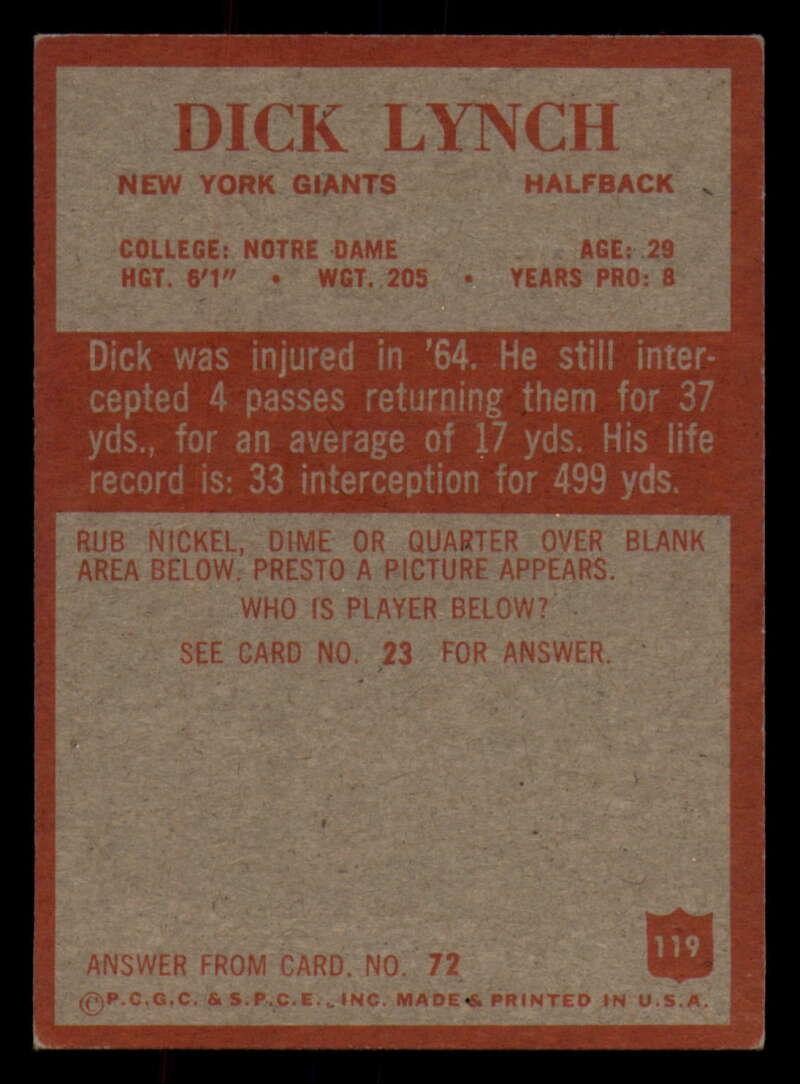 DICK LYNCH
NEW YORK GIANTS HALFBACK
COLLEGE: NOTRE DAME AGE: 29
HGT. 6'1" • WGT. 205 • YEARS PRO: 8
Dick was injured in '64. He still inter-
cepted 4 passes returning them for 37
yds., for an average of 17 yds. His life
record is: 33 interception for 499 yds.
RUB NICKEL, DIME OR QUARTER OVER BLANK
AREA BELOW. PRESTO A PICTURE APPEARS.
WHO IS PLAYER BELOW?
SEE CARD NO. 23 FOR ANSWER.
119
ANSWER FROM CARD. NO. 72
©P.C.G.C. & S.P.C.E., INC. MADE & PRINTED IN U.S.A.